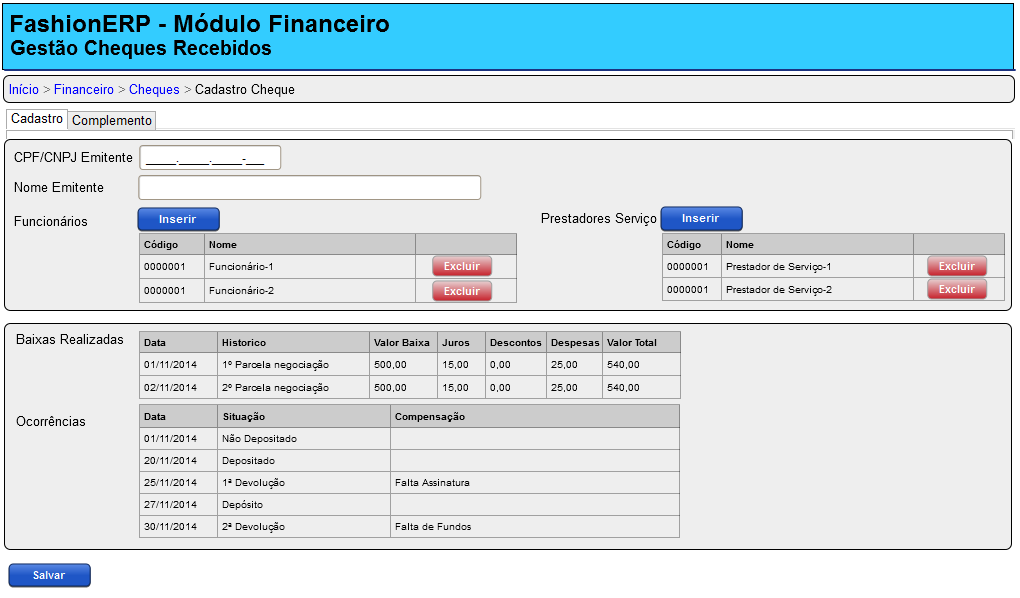 FashionERP - Módulo Financeiro
Gestão Cheques Recebidos
Início > Financeiro > Cheques > Cadastro Cheque
Cadastro Complemento
CPF/CNPJ Emitente ____.____.____-___
Nome Emitente
Funcionários Inserir
Código Nome
0000001 Funcionário-1 Excluir
0000001 Funcionário-2 Excluir
Prestadores Serviço Inserir
Código Nome
0000001 Prestador de Serviço-1 Excluir
0000001 Prestador de Serviço-2 Excluir
Baixas Realizadas
Data Historico Valor Baixa Juros Descontos Despesas Valor Total
01/11/2014 1º Parcela negociação 500,00 15,00 0,00 25,00 540,00
02/11/2014 2º Parcela negociação 500,00 15,00 0,00 25,00 540,00
Ocorrências
Data Situação Compensação
01/11/2014 Não Depositado
20/11/2014 Depositado
25/11/2014 1ª Devolução Falta Assinatura
27/11/2014 Depósito
30/11/2014 2ª Devolução Falta de Fundos
Salvar